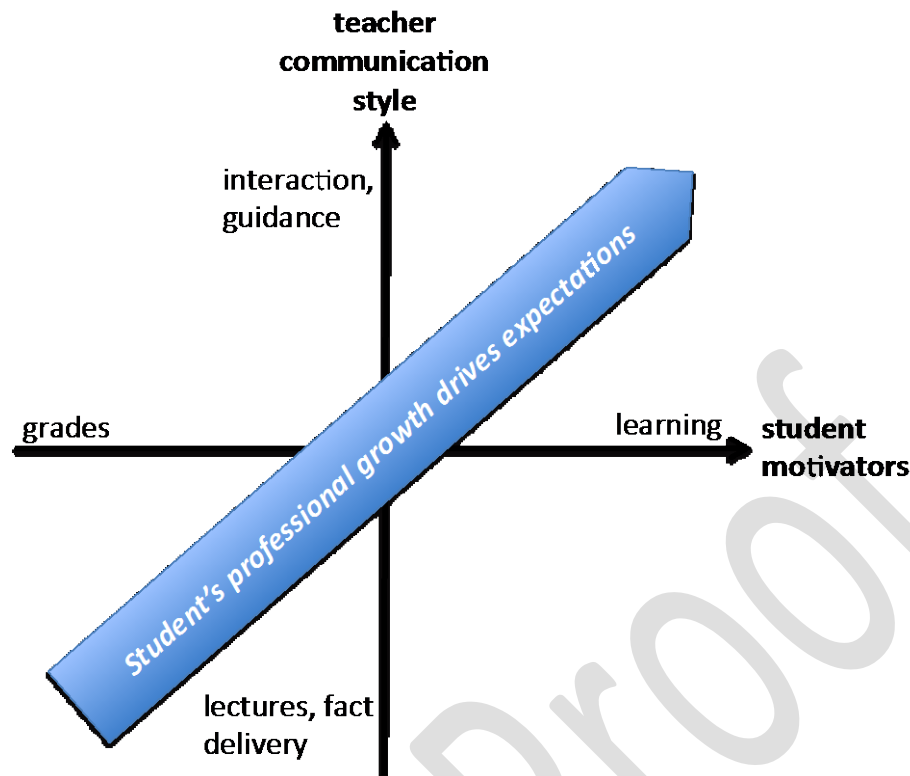 teacher
communication
style
interaction,
guidance
Student's professional growth drives expectations
grades
learning
student
motivators
lectures, fact
delivery
Proof